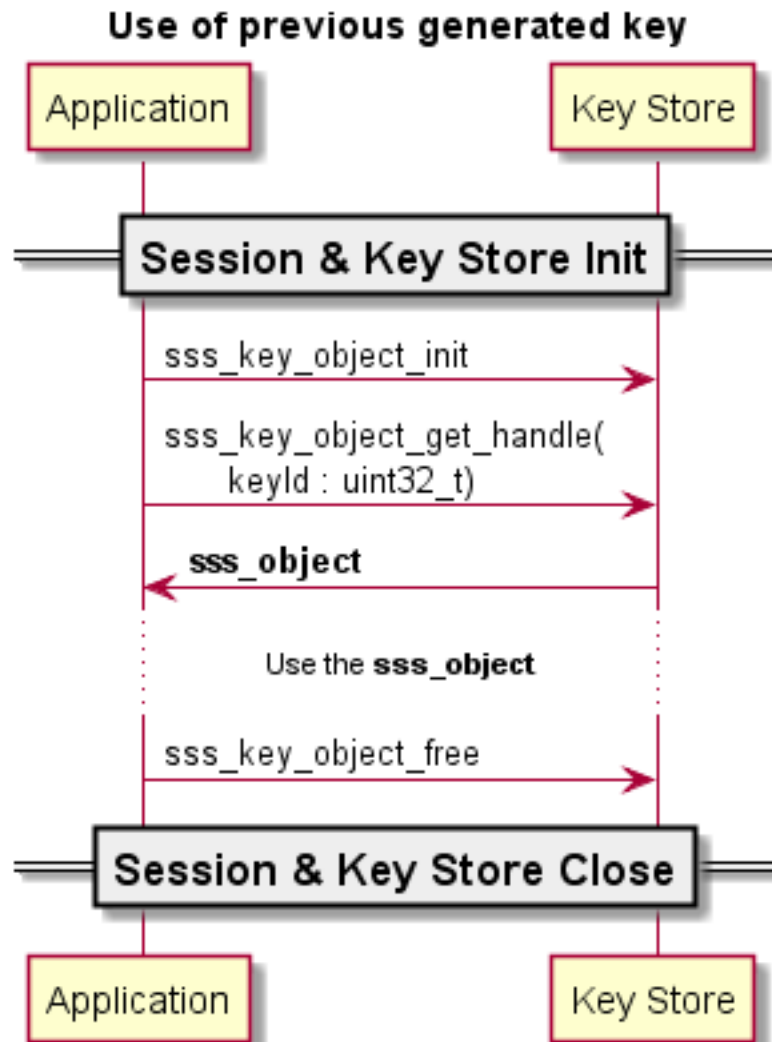 Use of previous generated key
Application
Key Store
Session & Key Store Init
sss_key_object_init
sss_key_object_get_handle(
keyId : uint32_t)
sss_object
Use the sss_object
sss_key_object_free
Session & Key Store Close
Application
Key Store